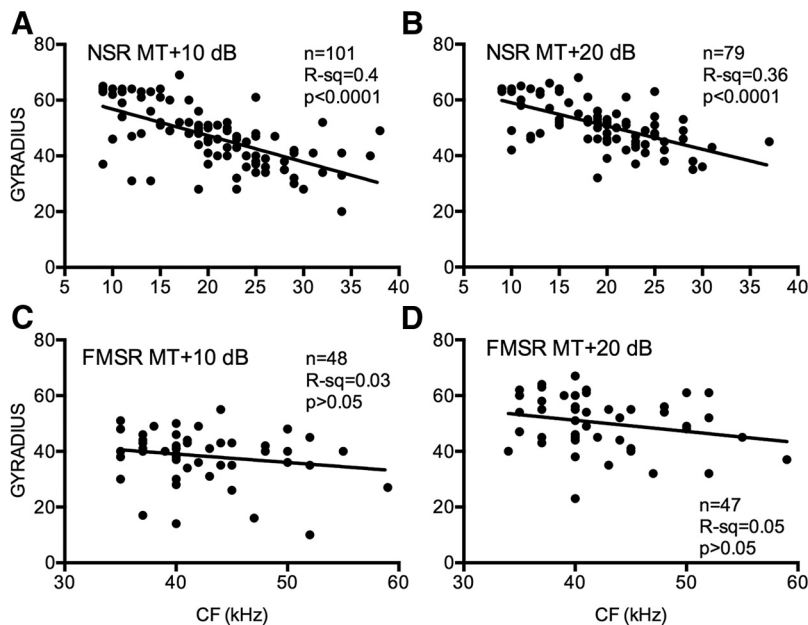 A
NSR MT+10 dB
n=101
R-sq=0.4
p<0.0001
GYRADIUS
80
60
40
20
0
5 10 15 20 25 30 35 40
B
NSR MT+20 dB
n=79
R-sq=0.36
p<0.0001
80
60
40
20
0
5 10 15 20 25 30 35 40
C
FMSR MT+10 dB
n=48
R-sq=0.03
p>0.05
GYRADIUS
80
60
40
20
0
30 40 50 60
CF (kHz)
D
FMSR MT+20 dB
n=47
R-sq=0.05
p>0.05
80
60
40
20
0
30 40 50 60
CF (kHz)